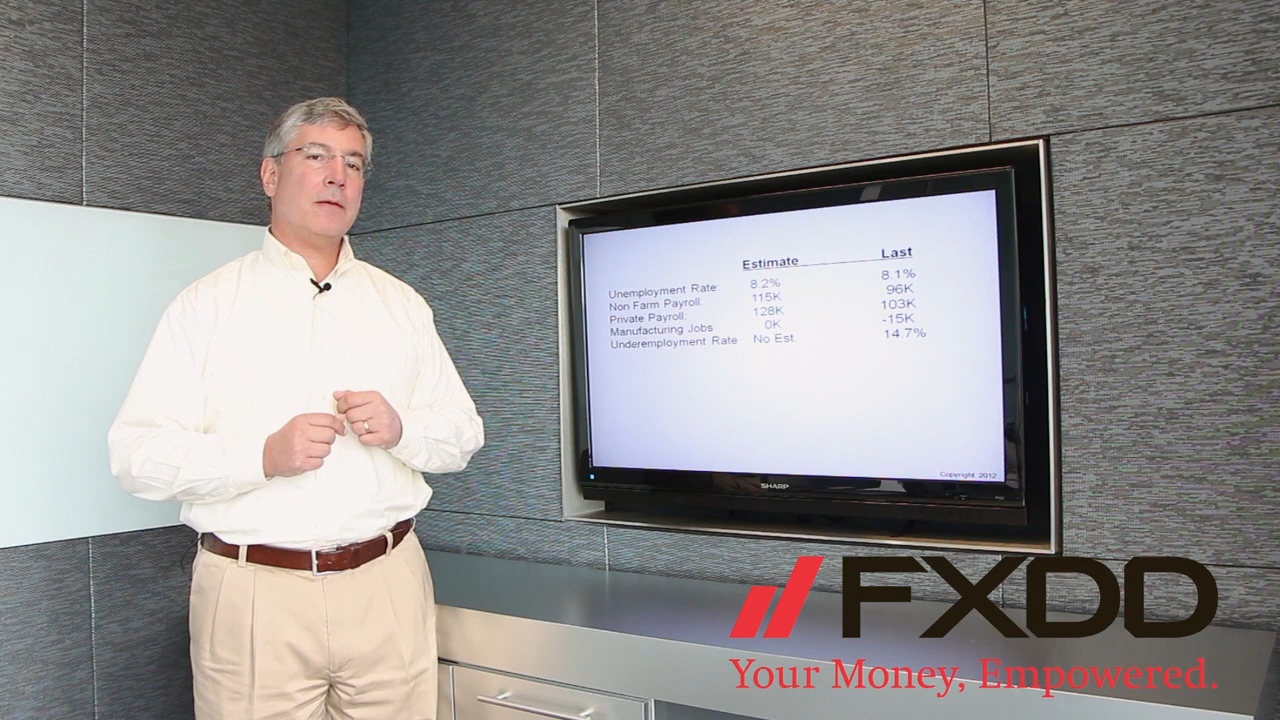 Estimate Last
Unemployment Rate: 8.2% 8.1%
Non Farm Payroll: 115K 96K
Private Payroll: 128K 103K
Manufacturing Jobs 0K -15K
Underemployment Rate No Est. 14.7%
Copyright 2012
SHARP
FXDD
Your Money, Empowered.